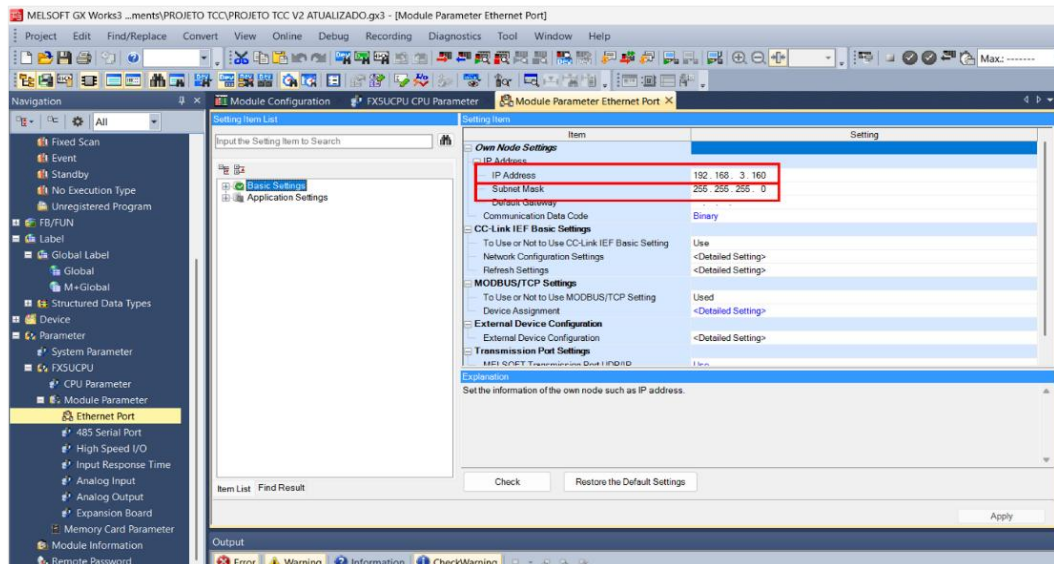 MELSOFT GX Works3 ...ments\PROJETO TCC\PROJETO TCC V2 ATUALIZADO.gx3 - [Module Parameter Ethernet Port]
Project Edit Find/Replace Convert View Online Debug Recording Diagnostics Tool Window Help
Max.: -------
Navigation
Module Configuration
FX5UCPU CPU Parameter
Module Parameter Ethernet Port
All
Fixed Scan
Event
Standby
No Execution Type
Unregistered Program
FB/FUN
Label
Global Label
Global
M+Global
Structured Data Types
Device
Parameter
System Parameter
FX5UCPU
CPU Parameter
Module Parameter
Ethernet Port
485 Serial Port
High Speed I/O
Input Response Time
Analog Input
Analog Output
Expansion Board
Memory Card Parameter
Module Information
Remote Password
Setting Item List
Input the Setting Item to Search
Basic Settings
Application Settings
Item List Find Result
Setting Item
Item Setting
Own Node Settings
IP Address
IP Address 192 . 168 . 3 . 160
Subnet Mask 255 . 255 . 255 . 0
Default Gateway . . .
Communication Data Code Binary
CC-Link IEF Basic Settings
To Use or Not to Use CC-Link IEF Basic Setting Use
Network Configuration Settings <Detailed Setting>
Refresh Settings <Detailed Setting>
MODBUS/TCP Settings
To Use or Not to Use MODBUS/TCP Setting Used
Device Assignment <Detailed Setting>
External Device Configuration
External Device Configuration <Detailed Setting>
Transmission Port Settings
MELSOFT Transmission Port UDP/IP Use
Explanation
Set the information of the own node such as IP address.
Check Restore the Default Settings
Apply
Output
Error Warning Information CheckWarning